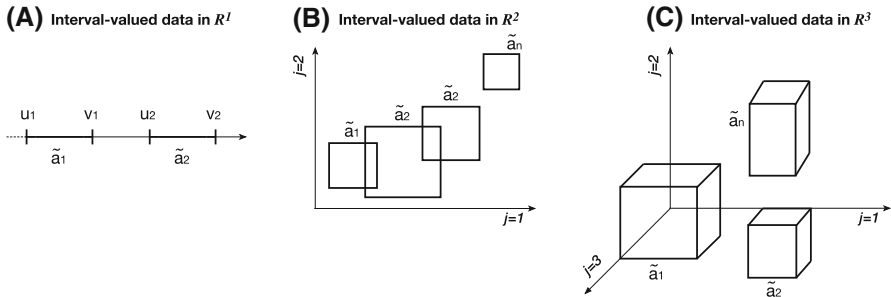 (A) Interval-valued data in R¹
u1 v1 u2 v2
ã1 ã2
(B) Interval-valued data in R²
j=2
ãn
ã2
ã2
ã1
j=1
(C) Interval-valued data in R³
j=2
ãn
j=1
j=3
ã1
ã2